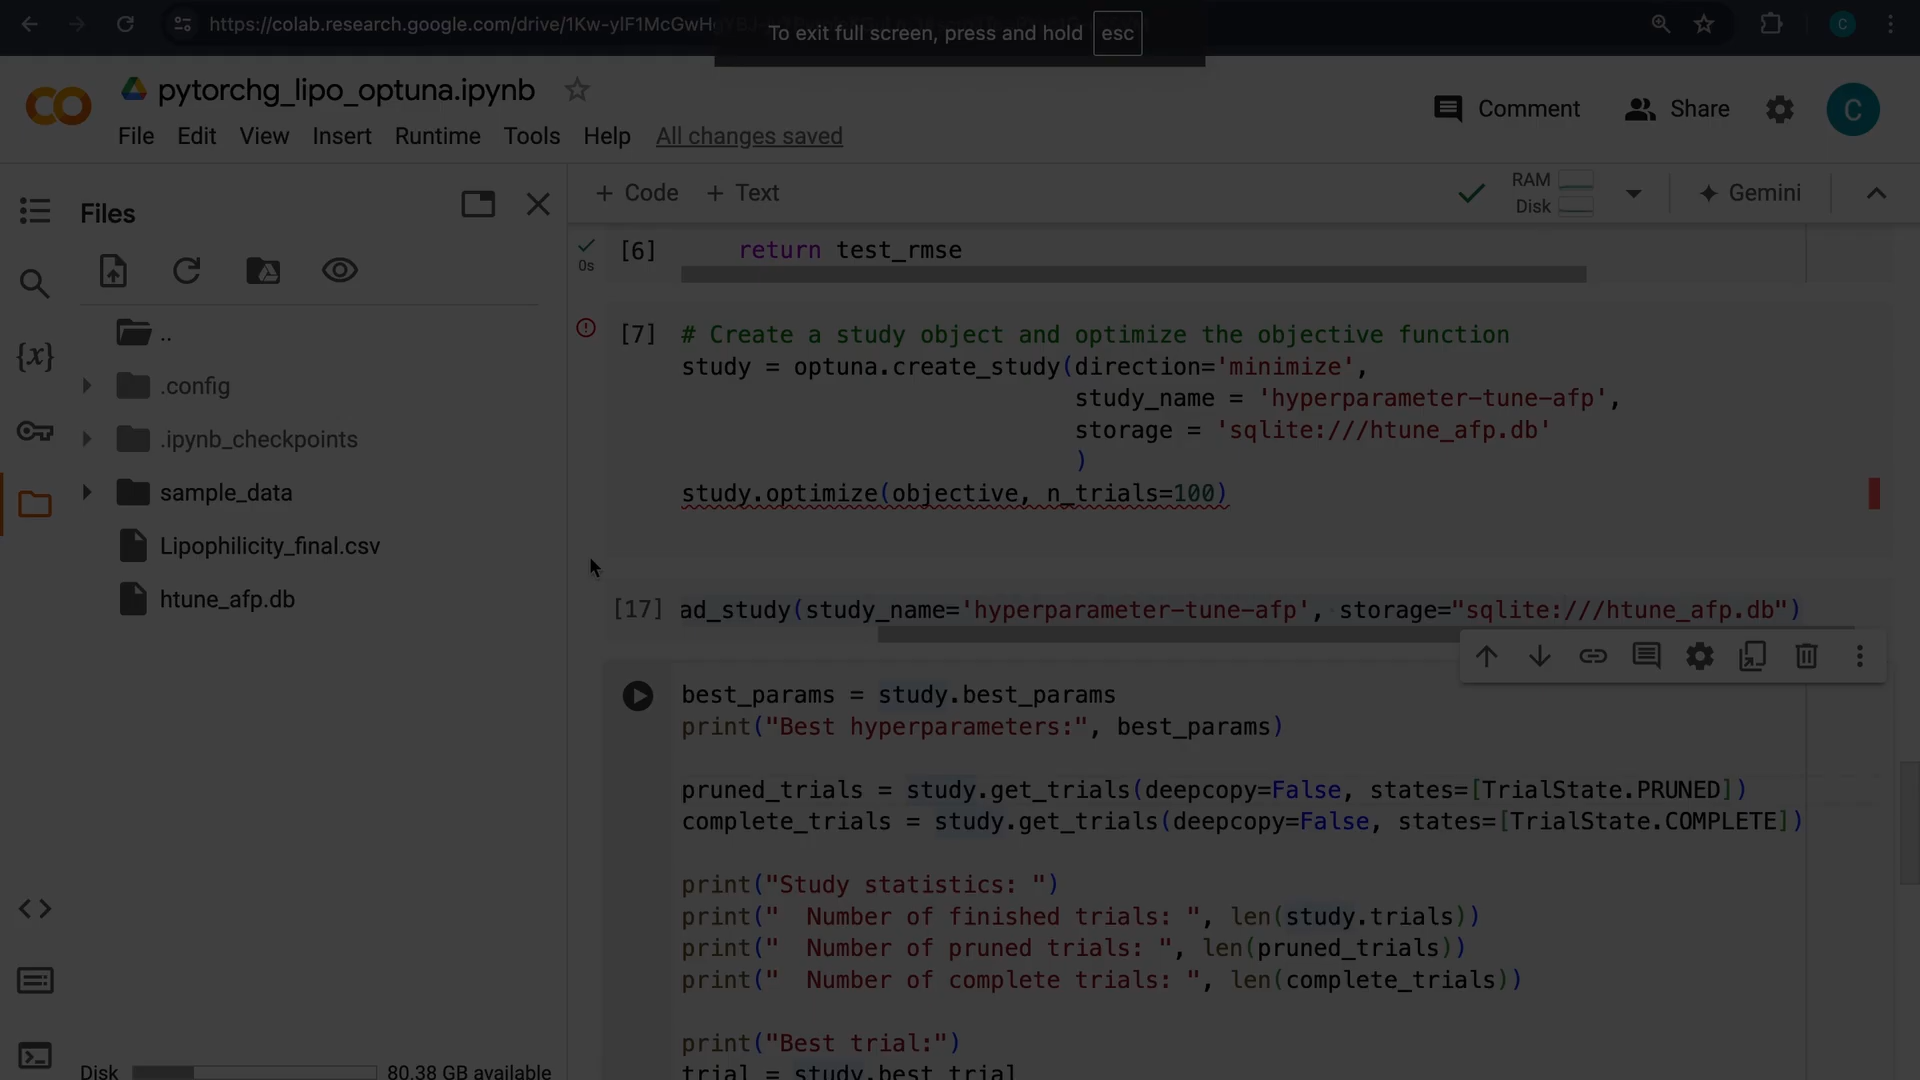 https://colab.research.google.com/drive/1Kw-ylF1McGwH
To exit full screen, press and hold esc
CO
pytorchg_lipo_optuna.ipynb
File Edit View Insert Runtime Tools Help All changes saved
Comment
Share
C
Files
+ Code + Text
RAM
Disk
Gemini
..
.config
.ipynb_checkpoints
sample_data
Lipophilicity_final.csv
htune_afp.db
{x}
Disk
80.38 GB available
0s
[6] return test_rmse
[7] # Create a study object and optimize the objective function
study = optuna.create_study(direction='minimize',
study_name = 'hyperparameter-tune-afp',
storage = 'sqlite:///htune_afp.db'
)
study.optimize(objective, n_trials=100)
[17] ad_study(study_name='hyperparameter-tune-afp', storage="sqlite:///htune_afp.db")
best_params = study.best_params
print("Best hyperparameters:", best_params)
pruned_trials = study.get_trials(deepcopy=False, states=[TrialState.PRUNED])
complete_trials = study.get_trials(deepcopy=False, states=[TrialState.COMPLETE])
print("Study statistics: ")
print("  Number of finished trials: ", len(study.trials))
print("  Number of pruned trials: ", len(pruned_trials))
print("  Number of complete trials: ", len(complete_trials))
print("Best trial:")
trial = study.best_trial